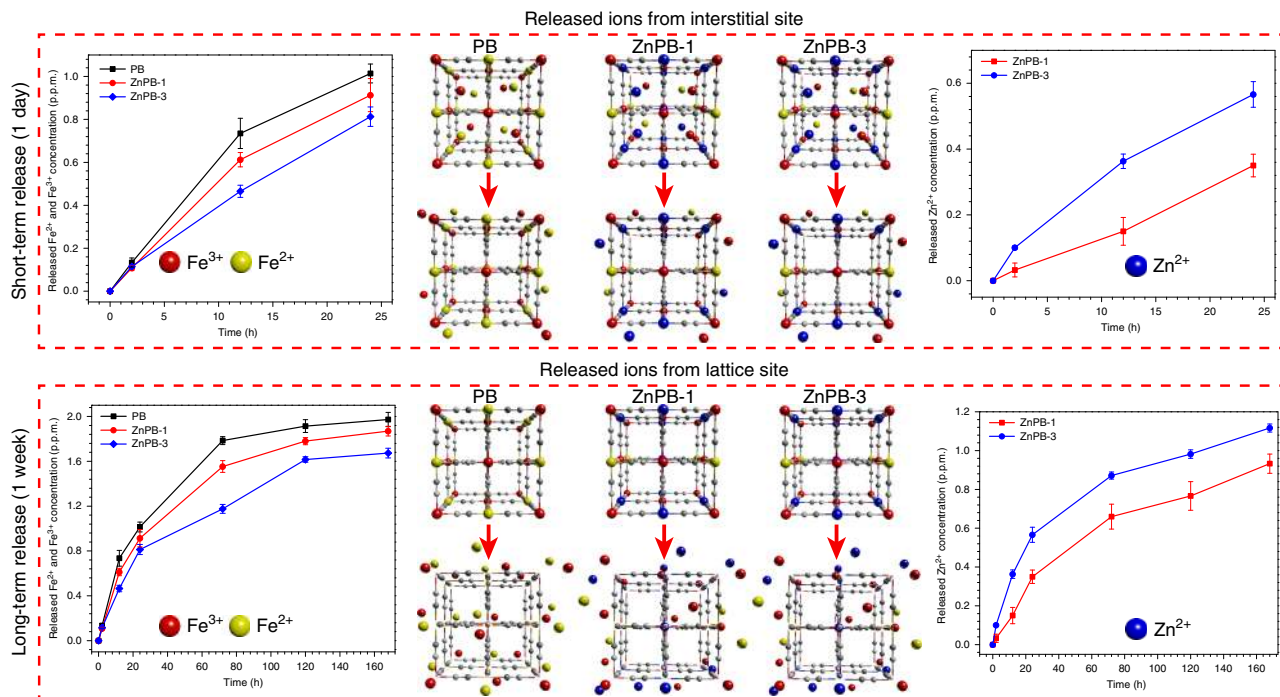 Released ions from interstitial site
Short-term release (1 day)
Released Fe²⁺ and Fe³⁺ concentration (p.p.m.)
1.0
0.8
0.6
0.4
0.2
0.0
PB
ZnPB-1
ZnPB-3
Fe³⁺ Fe²⁺
0 5 10 15 20 25
Time (h)
PB ZnPB-1 ZnPB-3
Released Zn²⁺ concentration (p.p.m.)
0.6
0.4
0.2
0.0
ZnPB-1
ZnPB-3
Zn²⁺
0 5 10 15 20 25
Time (h)
Released ions from lattice site
Long-term release (1 week)
Released Fe²⁺ and Fe³⁺ concentration (p.p.m.)
2.0
1.6
1.2
0.8
0.4
0.0
PB
ZnPB-1
ZnPB-3
Fe³⁺ Fe²⁺
0 20 40 60 80 100 120 140 160
Time (h)
PB ZnPB-1 ZnPB-3
Released Zn²⁺ concentration (p.p.m.)
1.2
1.0
0.8
0.6
0.4
0.2
0.0
ZnPB-1
ZnPB-3
Zn²⁺
0 20 40 60 80 100 120 140 160
Time (h)